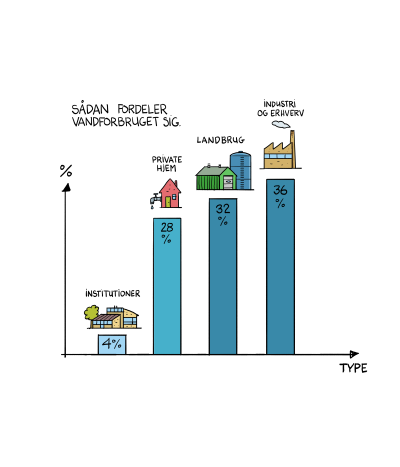 SÅDAN FORDELER
VANDFORBRUGET SIG.
%
INSTITUTIONER
4%
PRIVATE
HJEM
28
%
LANDBRUG
32
%
INDUSTRI
OG ERHVERV
36
%
TYPE